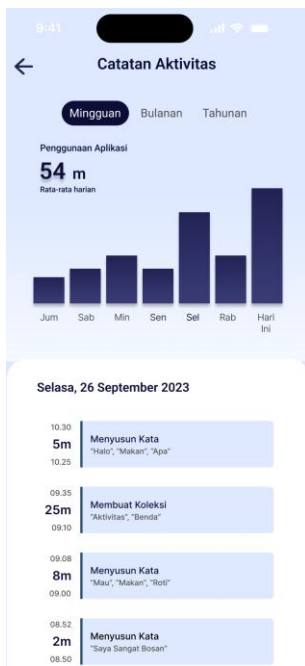 9:41
Catatan Aktivitas
Mingguan Bulanan Tahunan
Penggunaan Aplikasi
54 m
Rata-rata harian
Jum Sab Min Sen Sel Rab Hari
Ini
Selasa, 26 September 2023
10.30
5m
10.25
Menyusun Kata
"Halo", "Makan", "Apa"
09.35
25m
09.10
Membuat Koleksi
"Aktivitas", "Benda"
09.08
8m
09.00
Menyusun Kata
"Mau", "Makan", "Roti"
08.52
2m
08.50
Menyusun Kata
"Saya Sangat Bosan"